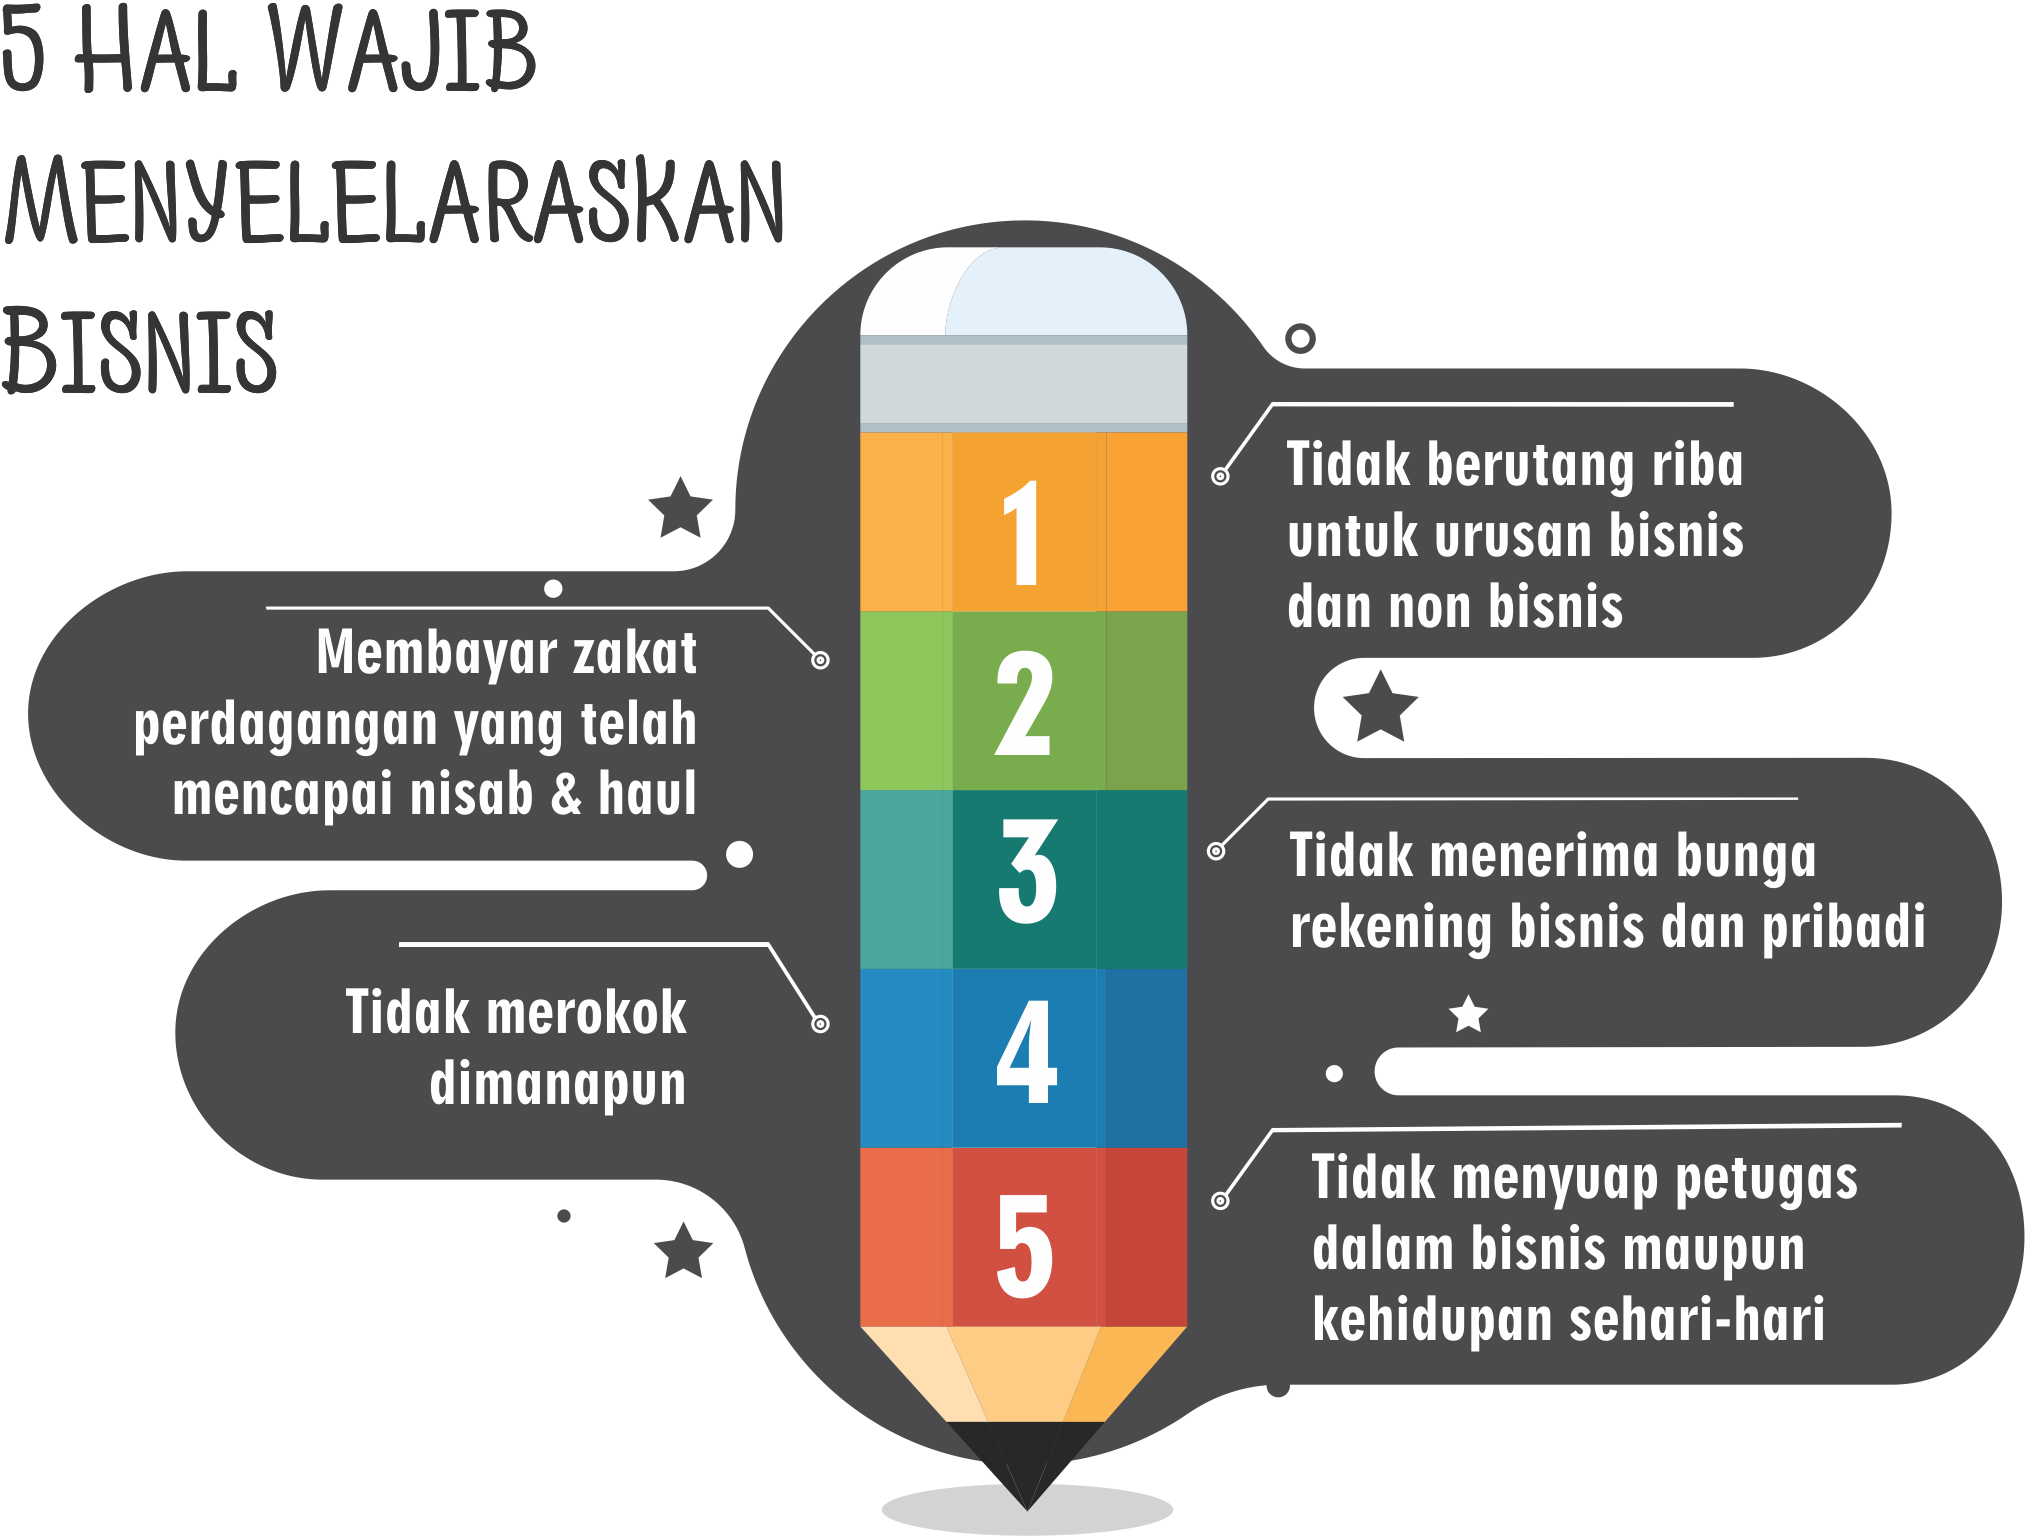 5 HAL WAJIB
MENYELELARASKAN
BISNIS
1
Tidak berutang riba
untuk urusan bisnis
dan non bisnis
2
Membayar zakat
perdagangan yang telah
mencapai nisab & haul
3
Tidak menerima bunga
rekening bisnis dan pribadi
4
Tidak merokok
dimanapun
5
Tidak menyuap petugas
dalam bisnis maupun
kehidupan sehari-hari